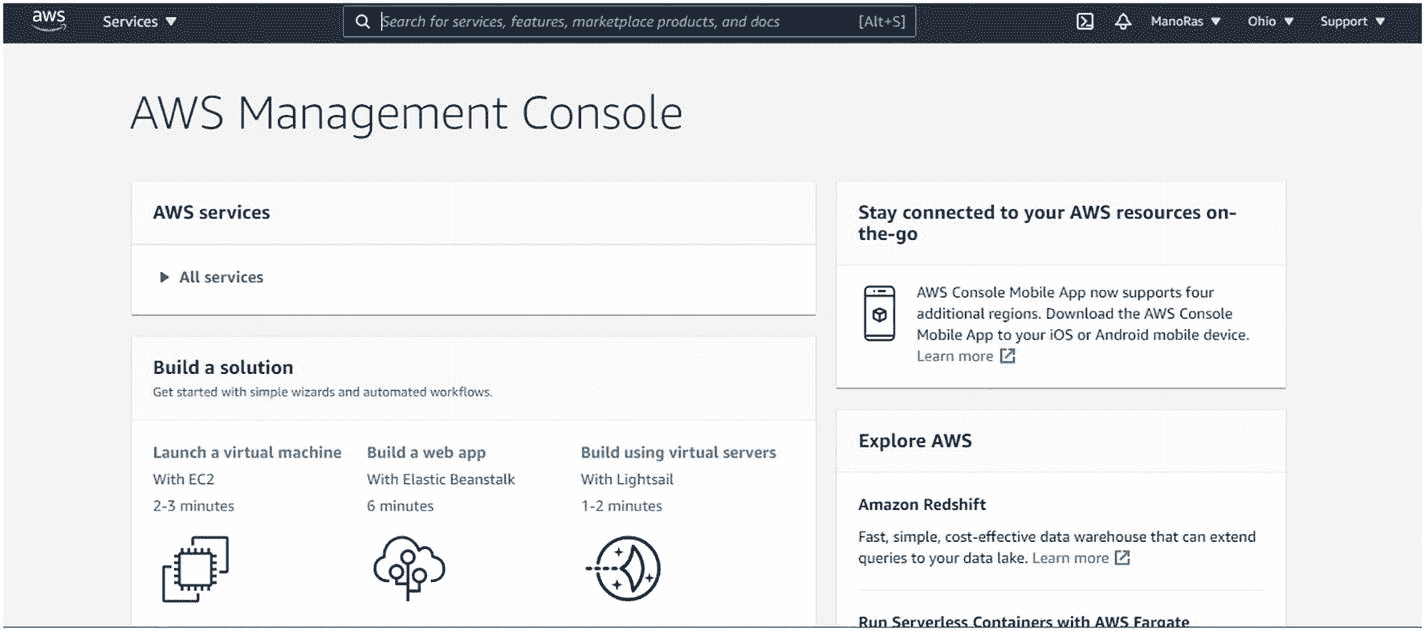 aws Services Search for services, features, marketplace products, and docs [Alt+S] ManoRas Ohio Support
AWS Management Console
AWS services
All services
Build a solution
Get started with simple wizards and automated workflows.
Launch a virtual machine
With EC2
2-3 minutes
Build a web app
With Elastic Beanstalk
6 minutes
Build using virtual servers
With Lightsail
1-2 minutes
Stay connected to your AWS resources on-
the-go
AWS Console Mobile App now supports four
additional regions. Download the AWS Console
Mobile App to your iOS or Android mobile device.
Learn more
Explore AWS
Amazon Redshift
Fast, simple, cost-effective data warehouse that can extend
queries to your data lake. Learn more
Run Serverless Containers with AWS Fargate